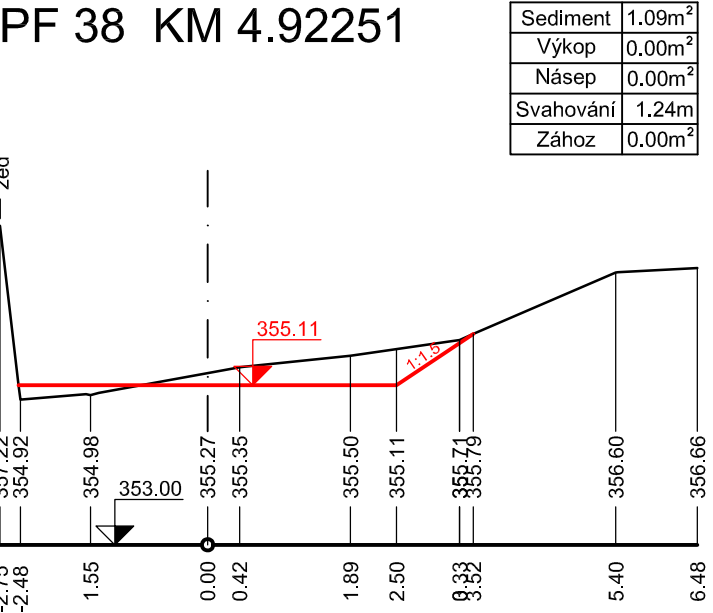 PF 38 KM 4.92251
Sediment 1.09m²
Výkop 0.00m²
Násep 0.00m²
Svahování 1.24m
Zához 0.00m²
355.11
1:1.5
357.22 354.92 354.98 355.27 355.35 355.50 355.11 355.71 355.79 356.60 356.66
353.00
-2.75 -2.48 1.55 0.00 0.42 1.89 2.50 3.52 5.40 6.48